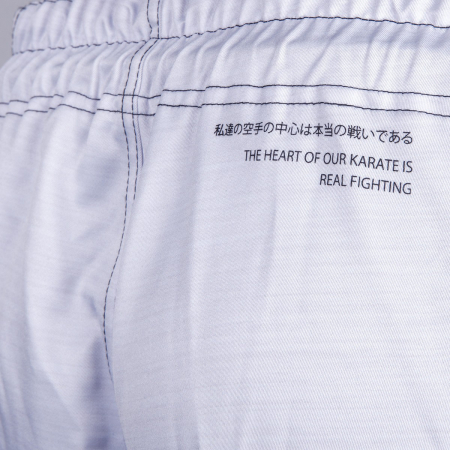 私達の空手の中心は本当の戦いである
THE HEART OF OUR KARATE IS
REAL FIGHTING